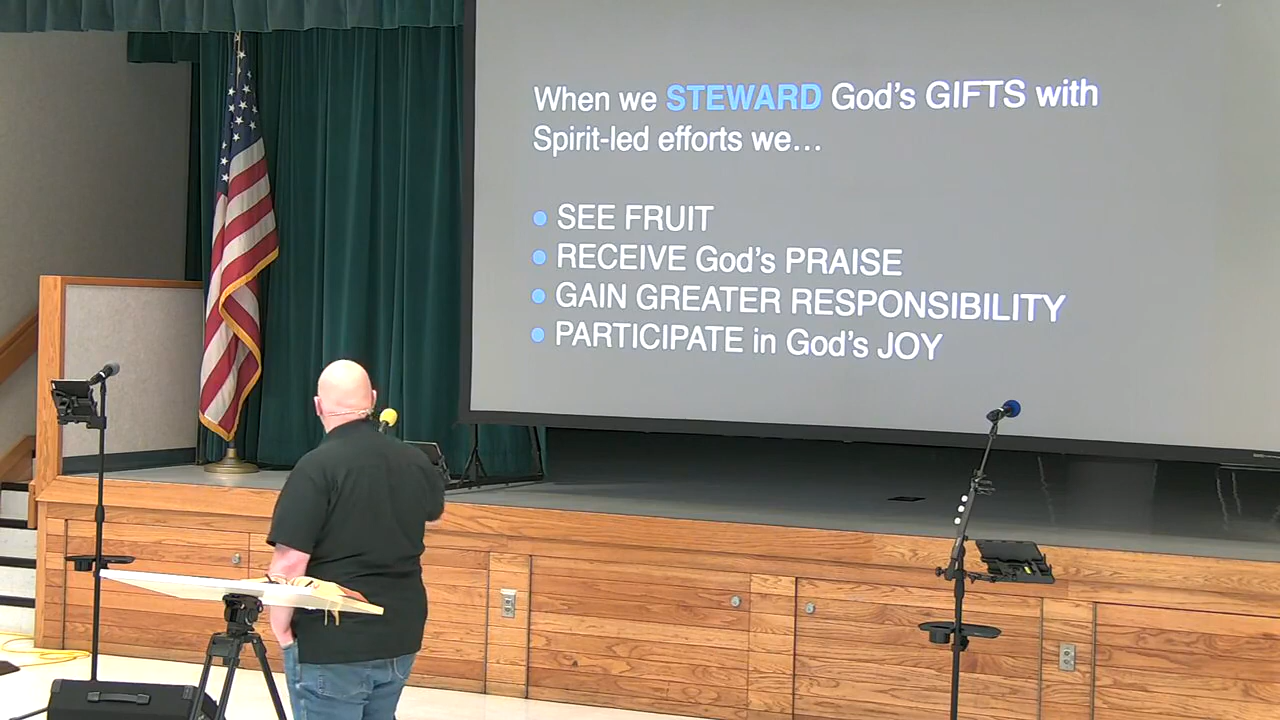 When we STEWARD God's GIFTS with
Spirit-led efforts we...
• SEE FRUIT
• RECEIVE God's PRAISE
• GAIN GREATER RESPONSIBILITY
• PARTICIPATE in God's JOY